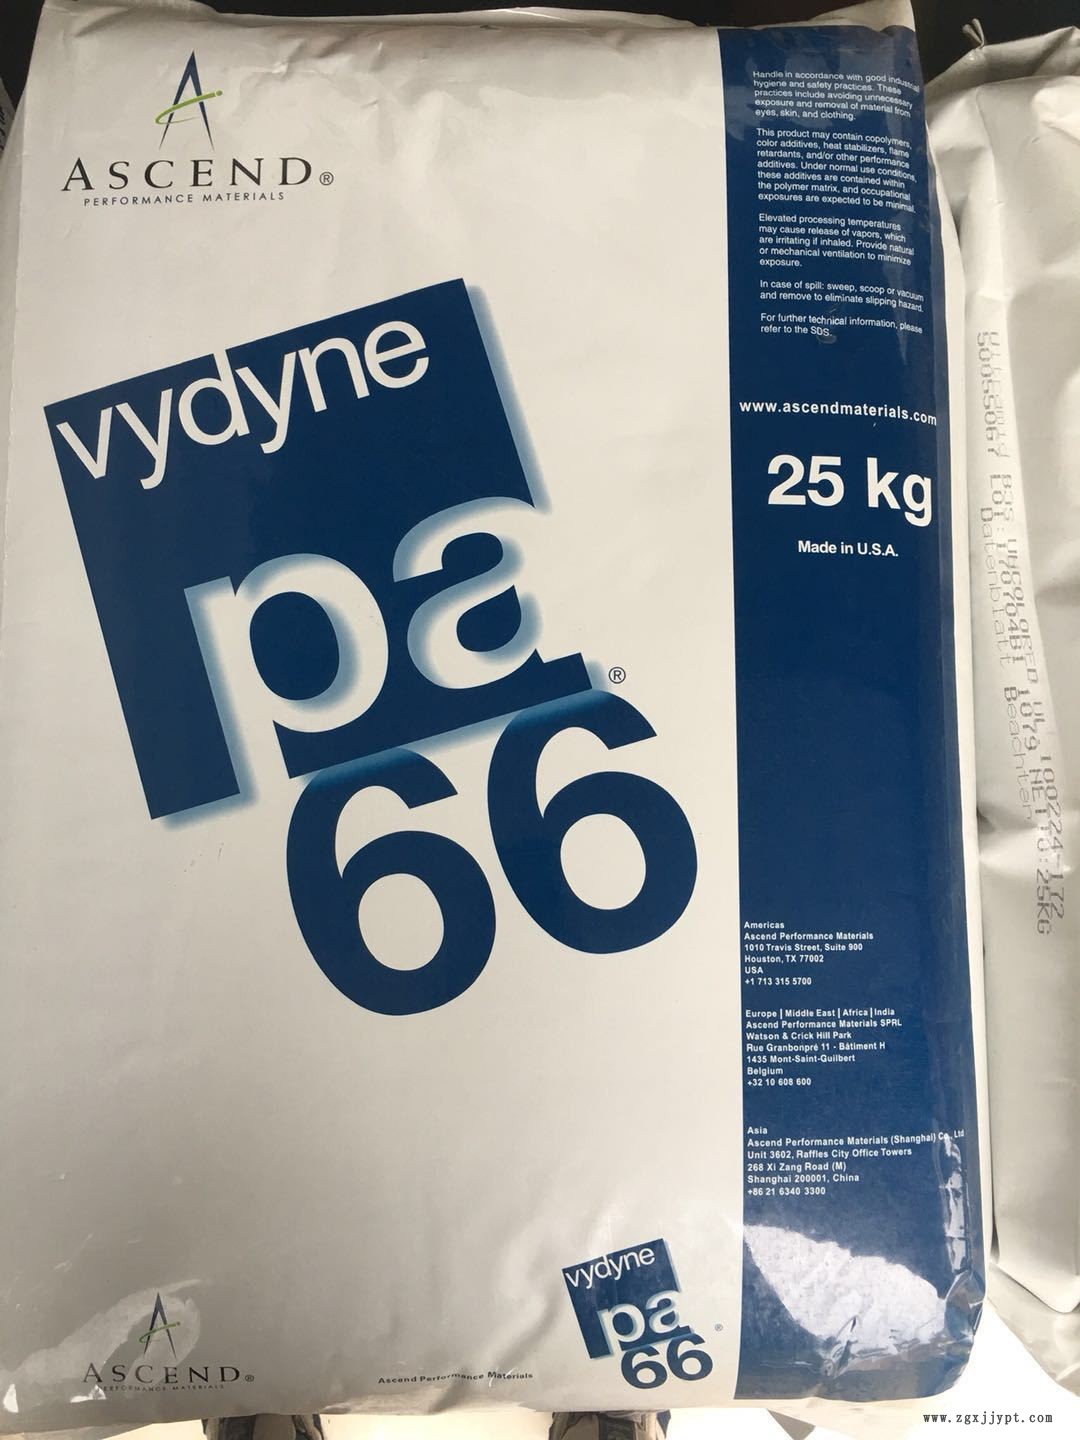 ASCEND®
PERFORMANCE MATERIALS
vydyne
pa
®
66
Handle in accordance with good industrial
hygiene and safety practices. These
practices include avoiding unnecessary
exposure and removal of material from
eyes, skin, and clothing.
This product may contain copolymers,
color additives, heat stabilizers, flame
retardants, and/or other performance
additives. Under normal use conditions,
these additives are contained within
the polymer matrix, and occupational
exposures are expected to be minimal.
Elevated processing temperatures
may cause release of vapors, which
are irritating if inhaled. Provide natural
or mechanical ventilation to minimize
exposure.
In case of spill: sweep, scoop or vacuum
and remove to eliminate slipping hazard.
For further technical information, please
refer to the SDS.
www.ascendmaterials.com
25 kg
Made in U.S.A.
Americas
Ascend Performance Materials
1010 Travis Street, Suite 900
Houston, TX 77002
USA
+1 713 315 5700
Europe | Middle East | Africa | India
Ascend Performance Materials SPRL
Watson & Crick Hill Park
Rue Granbonpré 11 - Bâtiment H
1435 Mont-Saint-Guilbert
Belgium
+32 10 608 600
Asia
Ascend Performance Materials (Shanghai) Co., Ltd
Unit 3602, Raffles City Office Towers
268 Xi Zang Road (M)
Shanghai 200001, China
+86 21 6340 3300
vydyne
pa
66
®
ASCEND®
PERFORMANCE MATERIALS
Ascend Performance Materials
UNCOLORED
LOT: 1079 NETTO: 25KG
Datenblatt Beachten
www.zgxjjypt.com